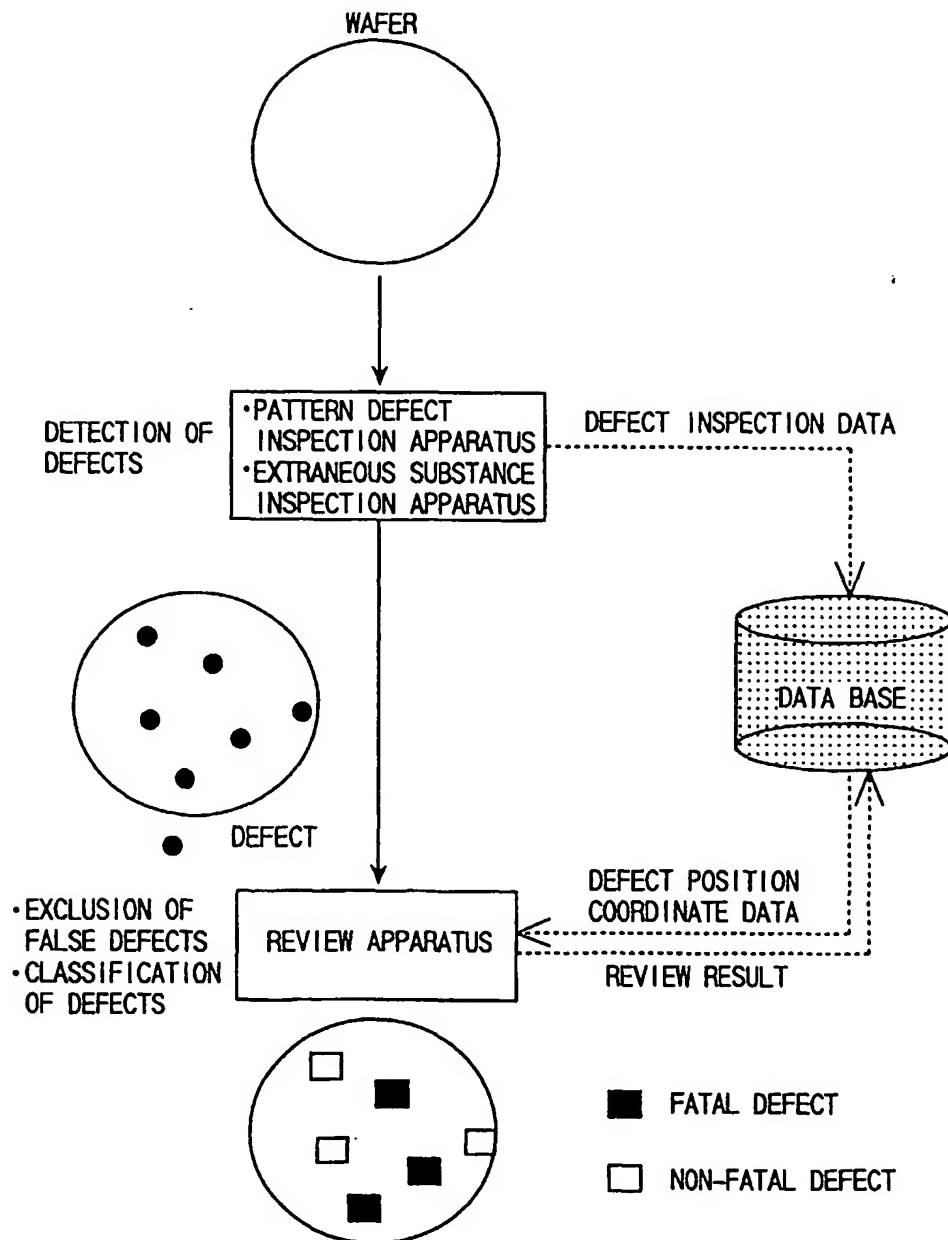 WAFER
DETECTION OF
DEFECTS
・PATTERN DEFECT
INSPECTION APPARATUS
・EXTRANEOUS SUBSTANCE
INSPECTION APPARATUS
DEFECT INSPECTION DATA
DATA BASE
DEFECT
・EXCLUSION OF
FALSE DEFECTS
・CLASSIFICATION
OF DEFECTS
REVIEW APPARATUS
DEFECT POSITION
COORDINATE DATA
REVIEW RESULT
FATAL DEFECT
NON-FATAL DEFECT